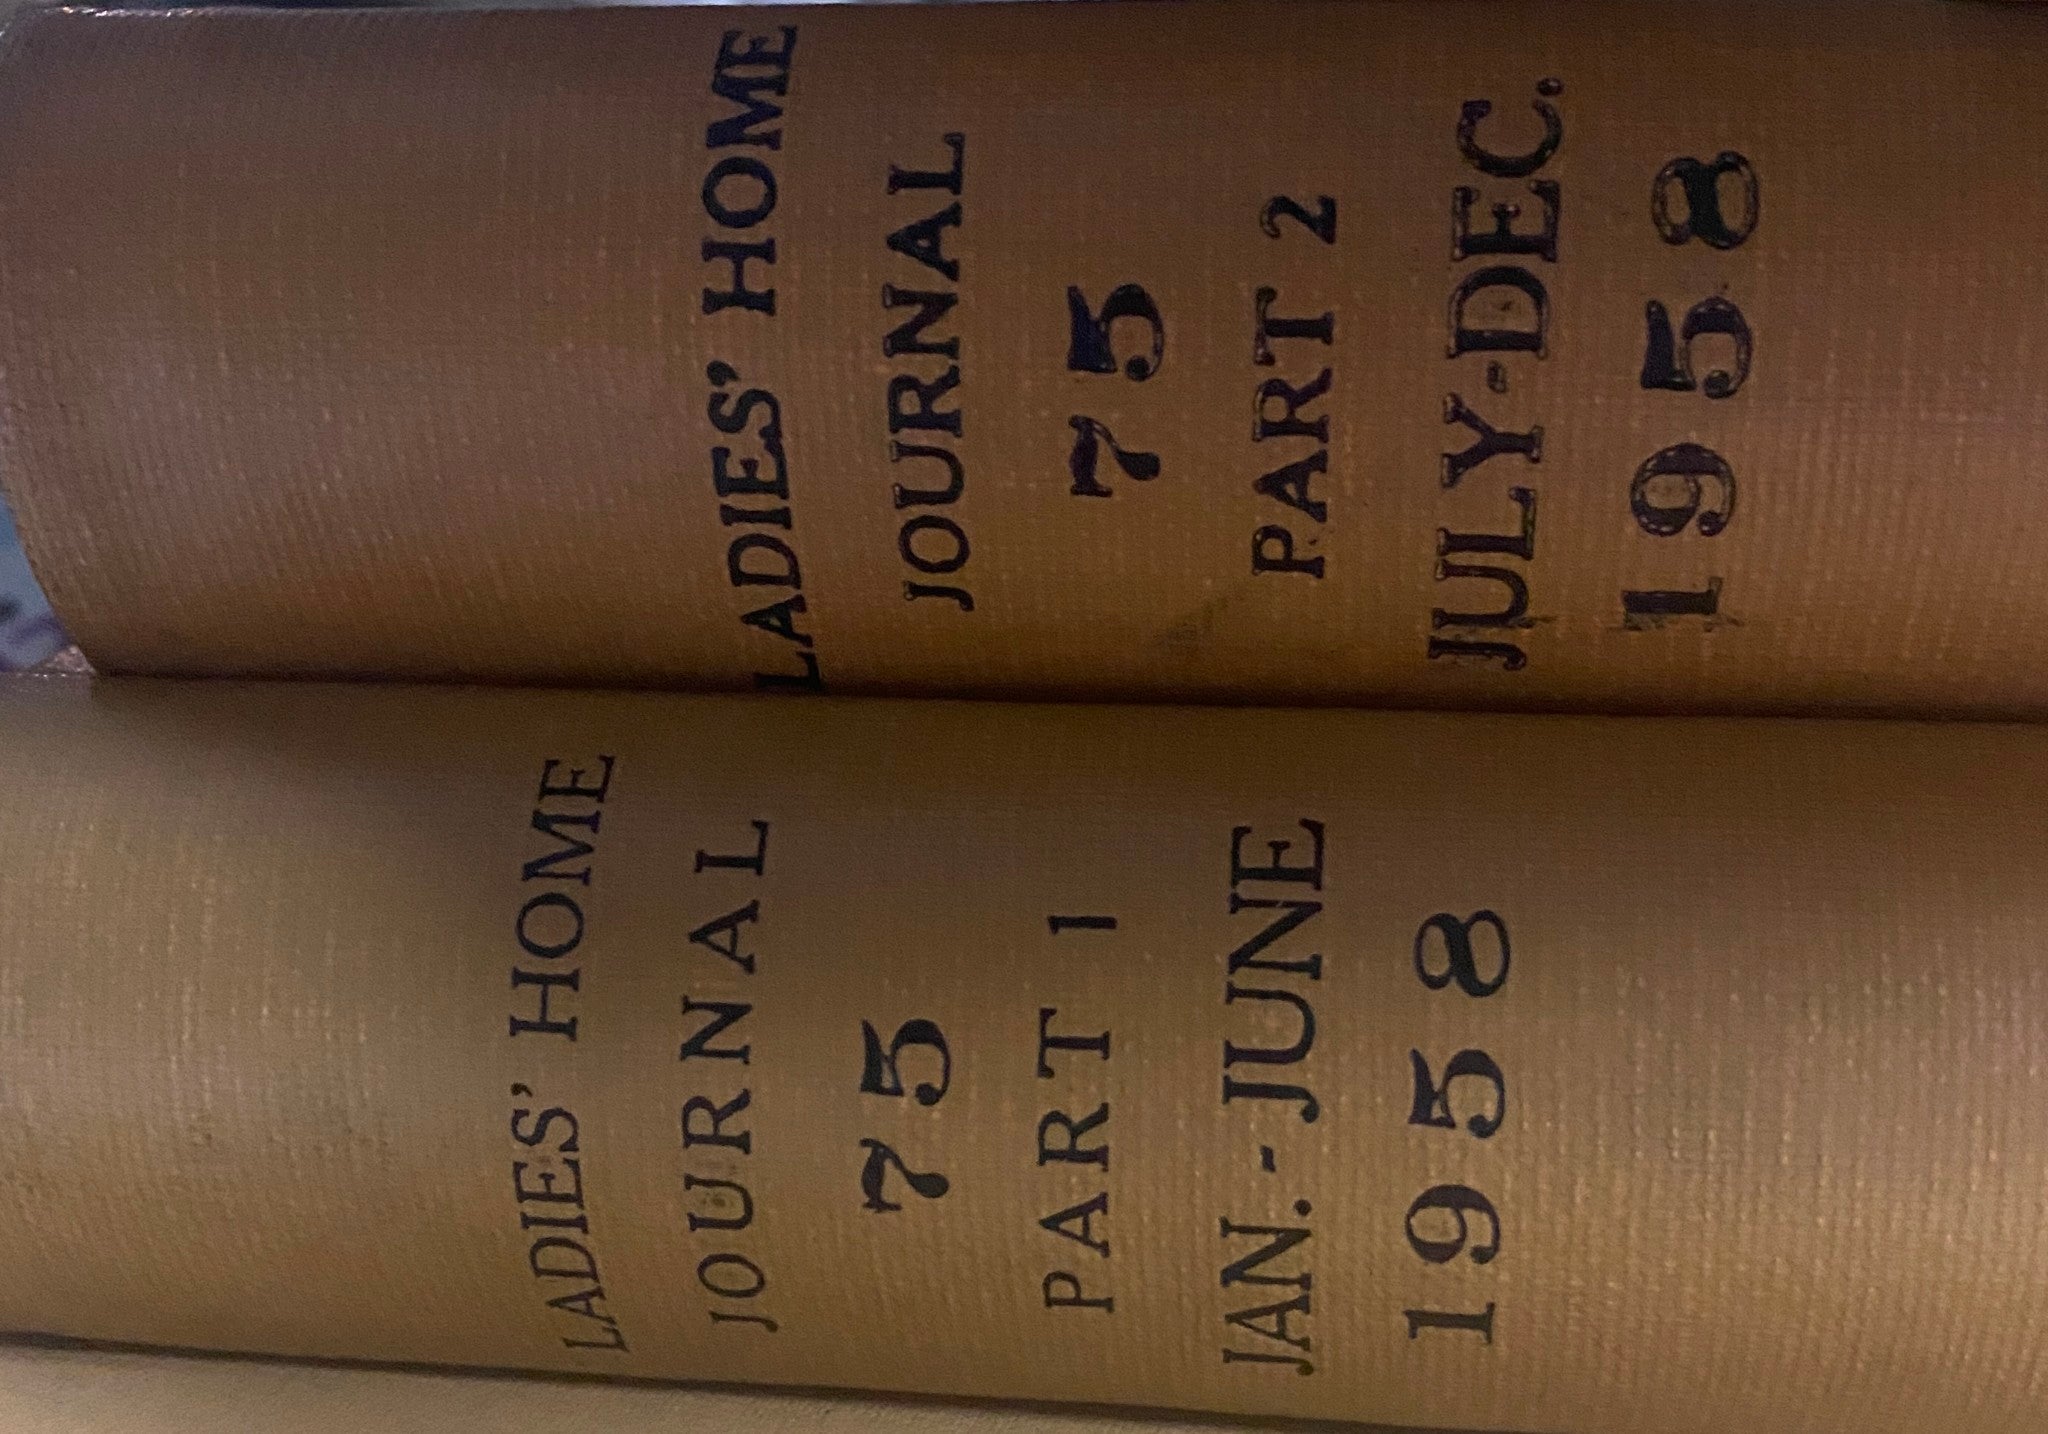 LADIES' HOME
JOURNAL
75
PART 2
JULY-DEC.
1958
LADIES' HOME
JOURNAL
75
PART 1
JAN.-JUNE
1958